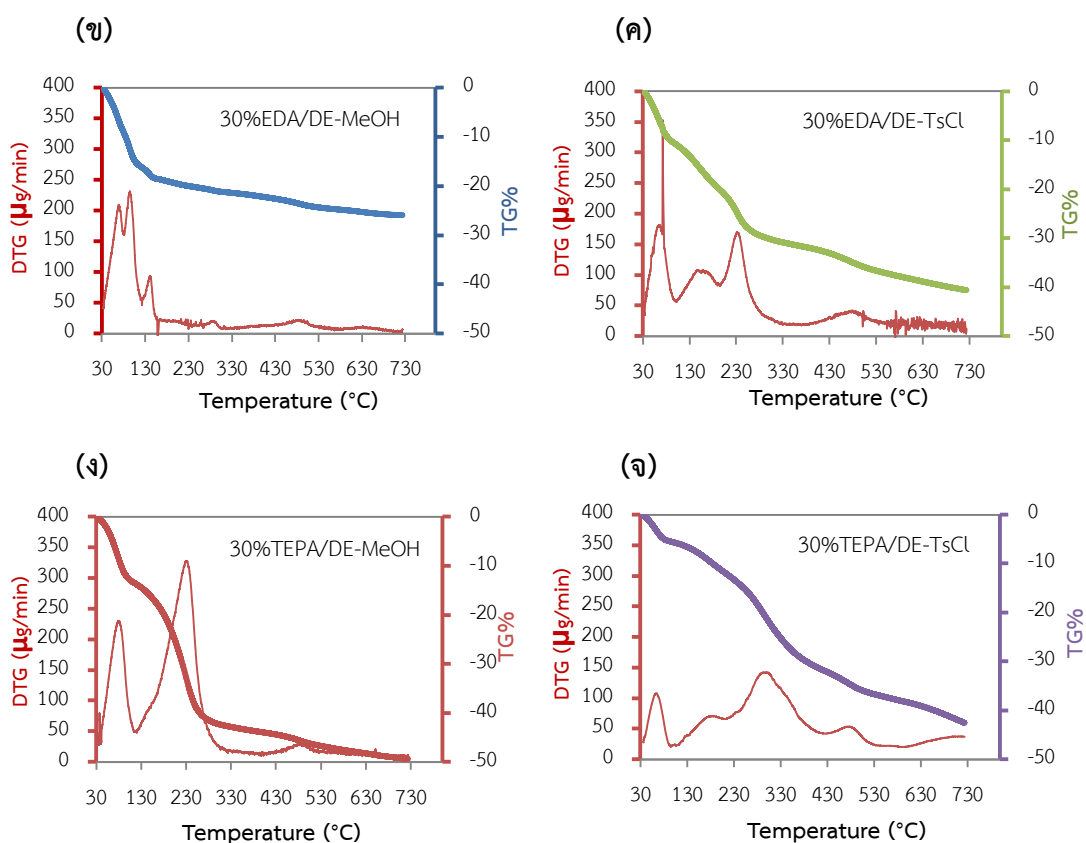 (ข)
400
350
300
250
200
150
100
50
0
DTG (µg/min)
30%EDA/DE-MeOH
0
-10
-20
-30
-40
-50
TG%
30 130 230 330 430 530 630 730
Temperature (°C)
(ค)
400
350
300
250
200
150
100
50
0
DTG (µg/min)
30%EDA/DE-TsCl
0
-10
-20
-30
-40
-50
TG%
30 130 230 330 430 530 630 730
Temperature (°C)
(ง)
400
350
300
250
200
150
100
50
0
DTG (µg/min)
30%TEPA/DE-MeOH
0
-10
-20
-30
-40
-50
TG%
30 130 230 330 430 530 630 730
Temperature (°C)
(จ)
400
350
300
250
200
150
100
50
0
DTG (µg/min)
30%TEPA/DE-TsCl
0
-10
-20
-30
-40
-50
TG%
30 130 230 330 430 530 630 730
Temperature (°C)